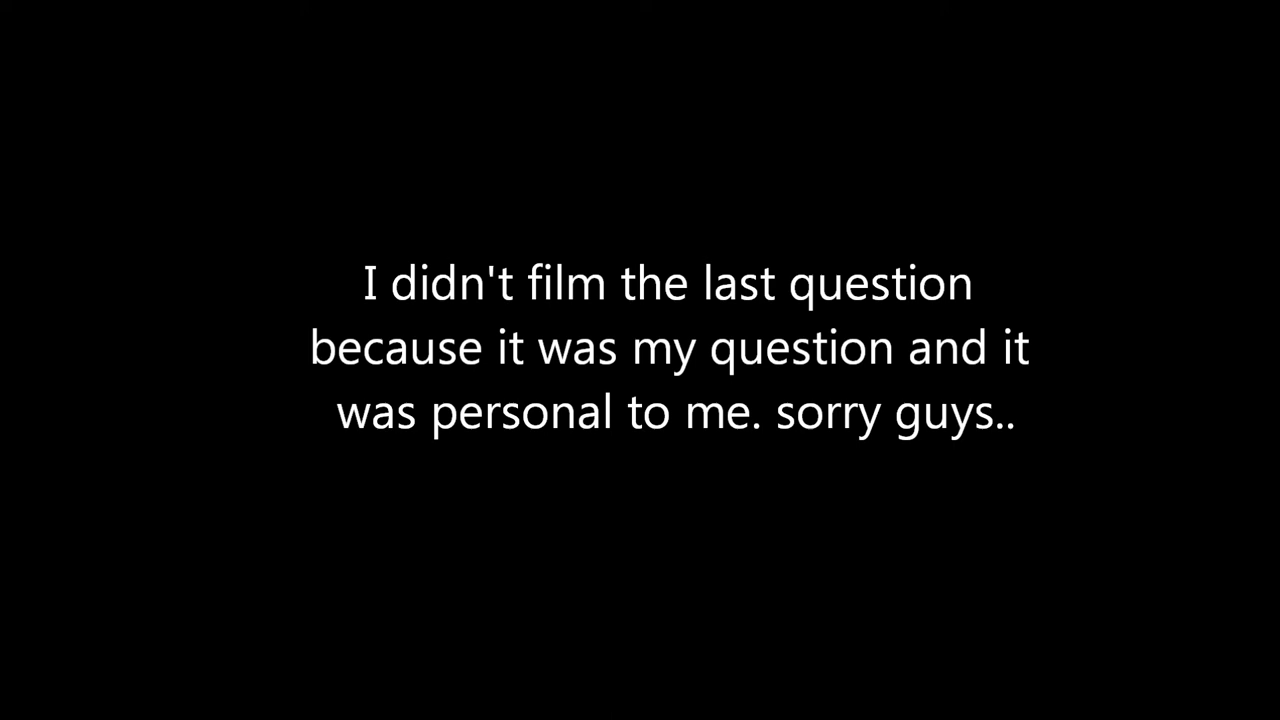 I didn't film the last question
because it was my question and it
was personal to me. sorry guys..